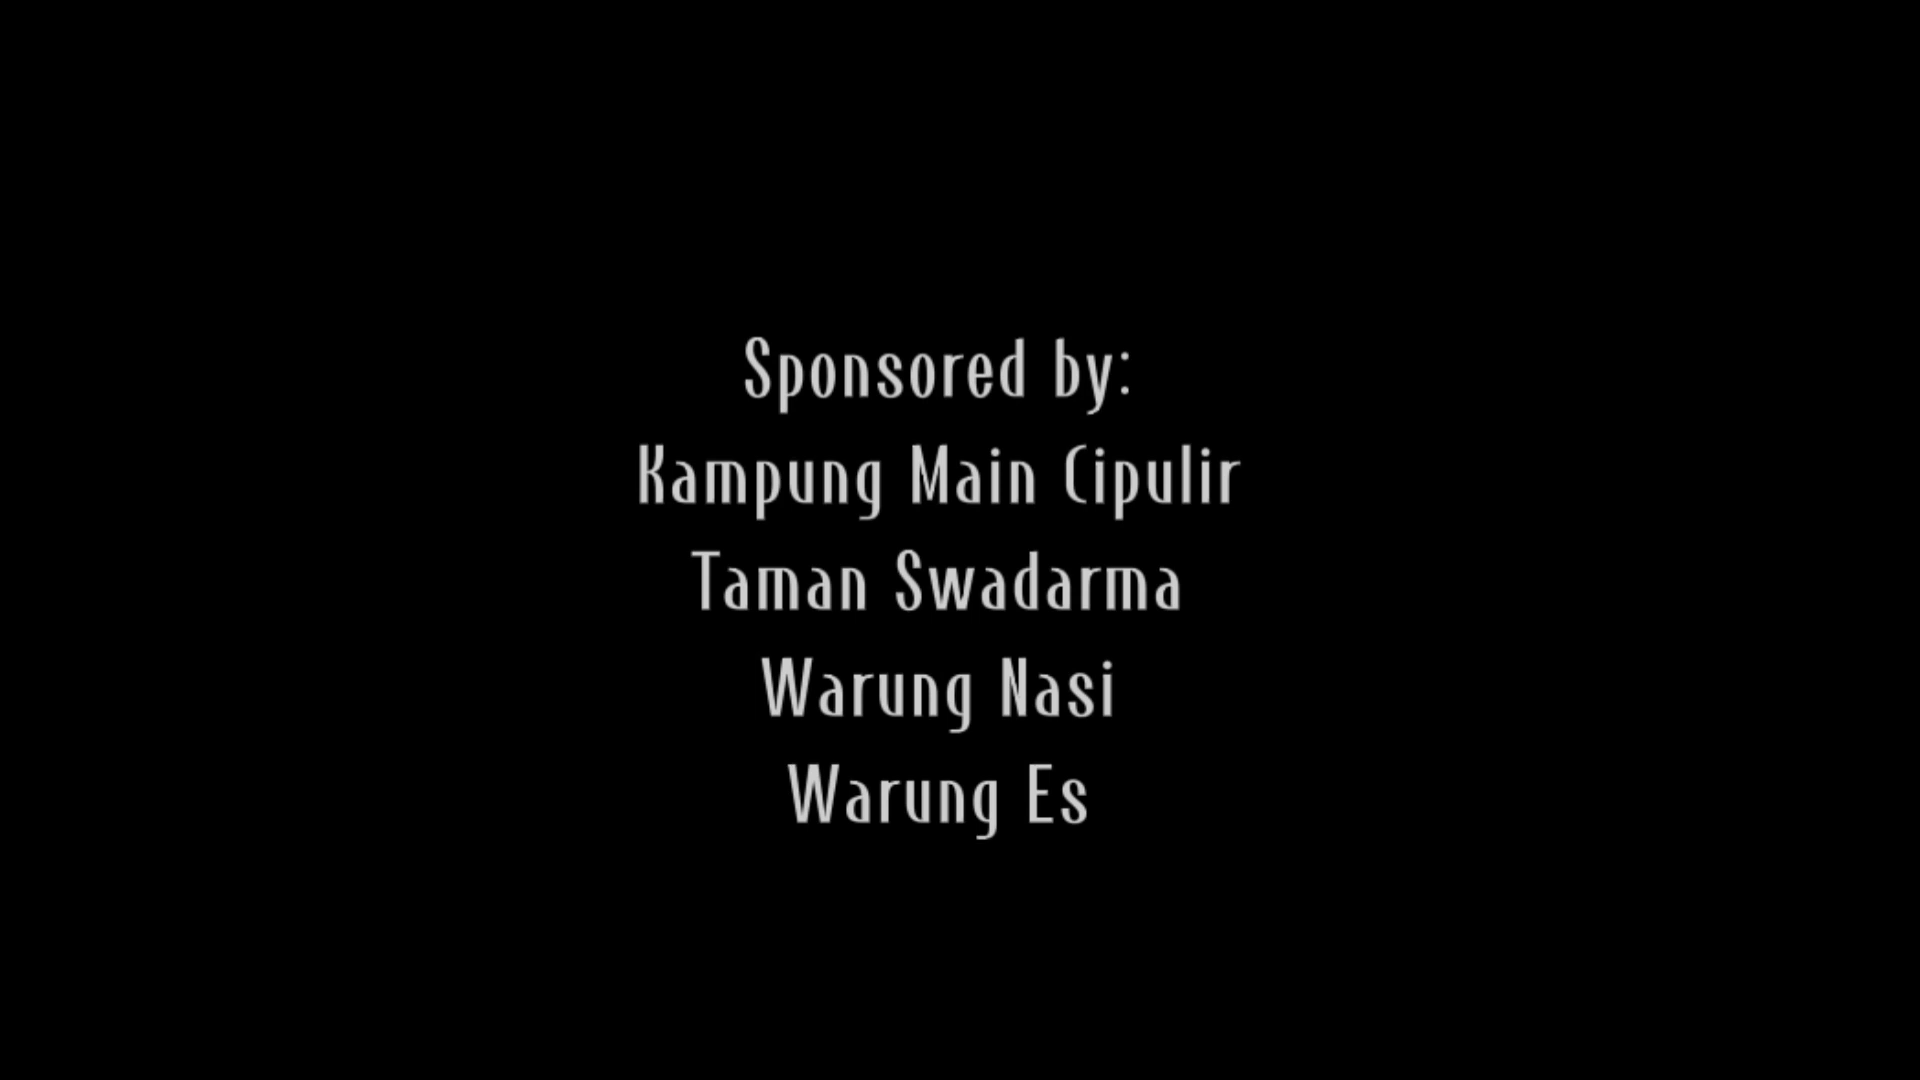 Sponsored by:
Kampung Main Cipulir
Taman Swadarma
Warung Nasi
Warung Es